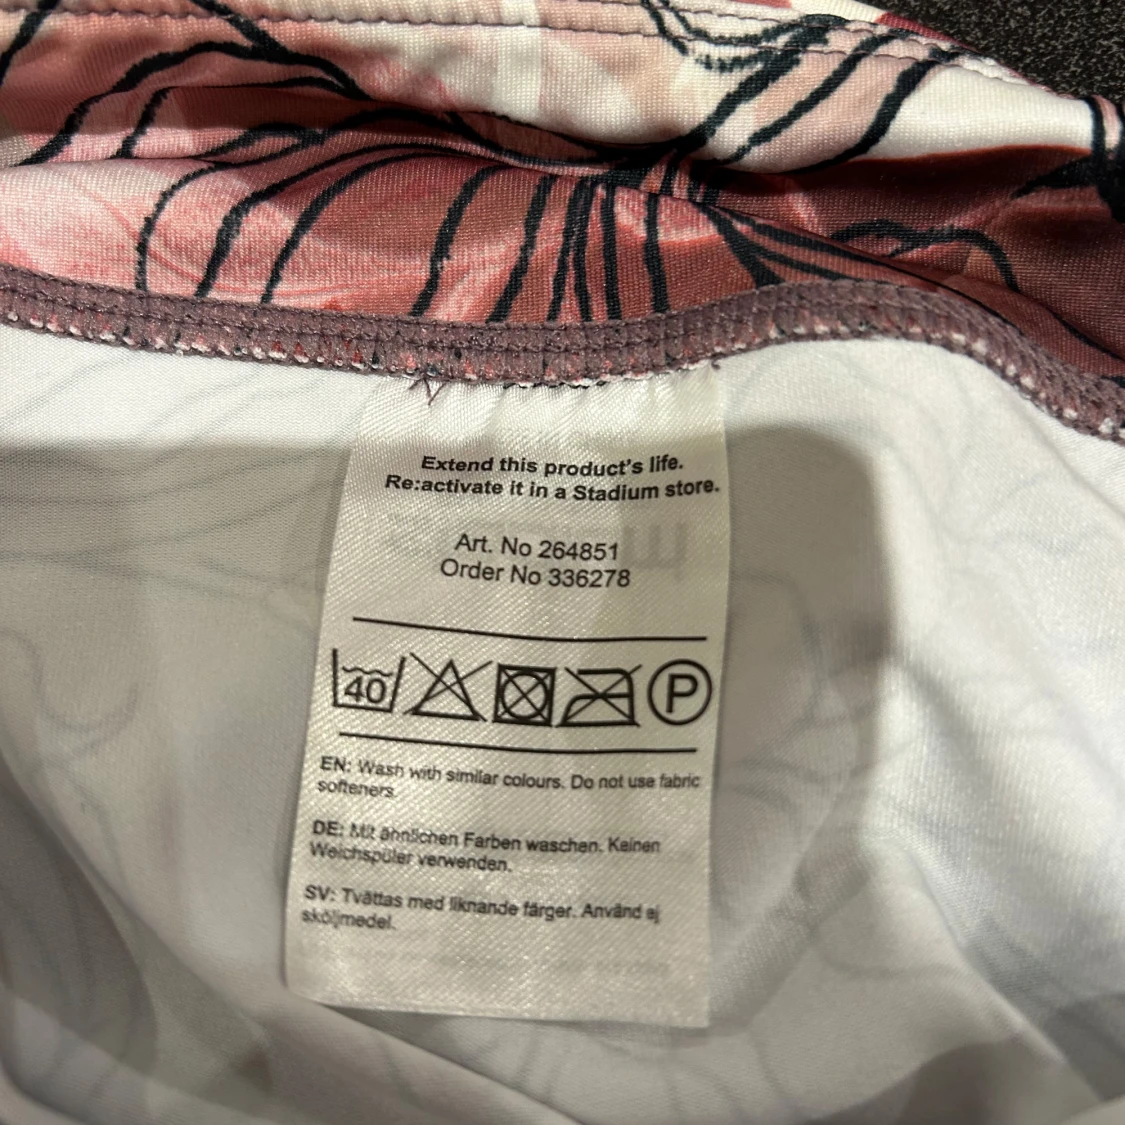 Extend this product's life.
Re:activate it in a Stadium store.
Art. No 264851
Order No 336278
40
P
EN: Wash with similar colours. Do not use fabric
softeners.
DE: Mit ähnlichen Farben waschen. Keinen
Weichspüler verwenden.
SV: Tvättas med liknande färger. Använd ej
sköljmedel.